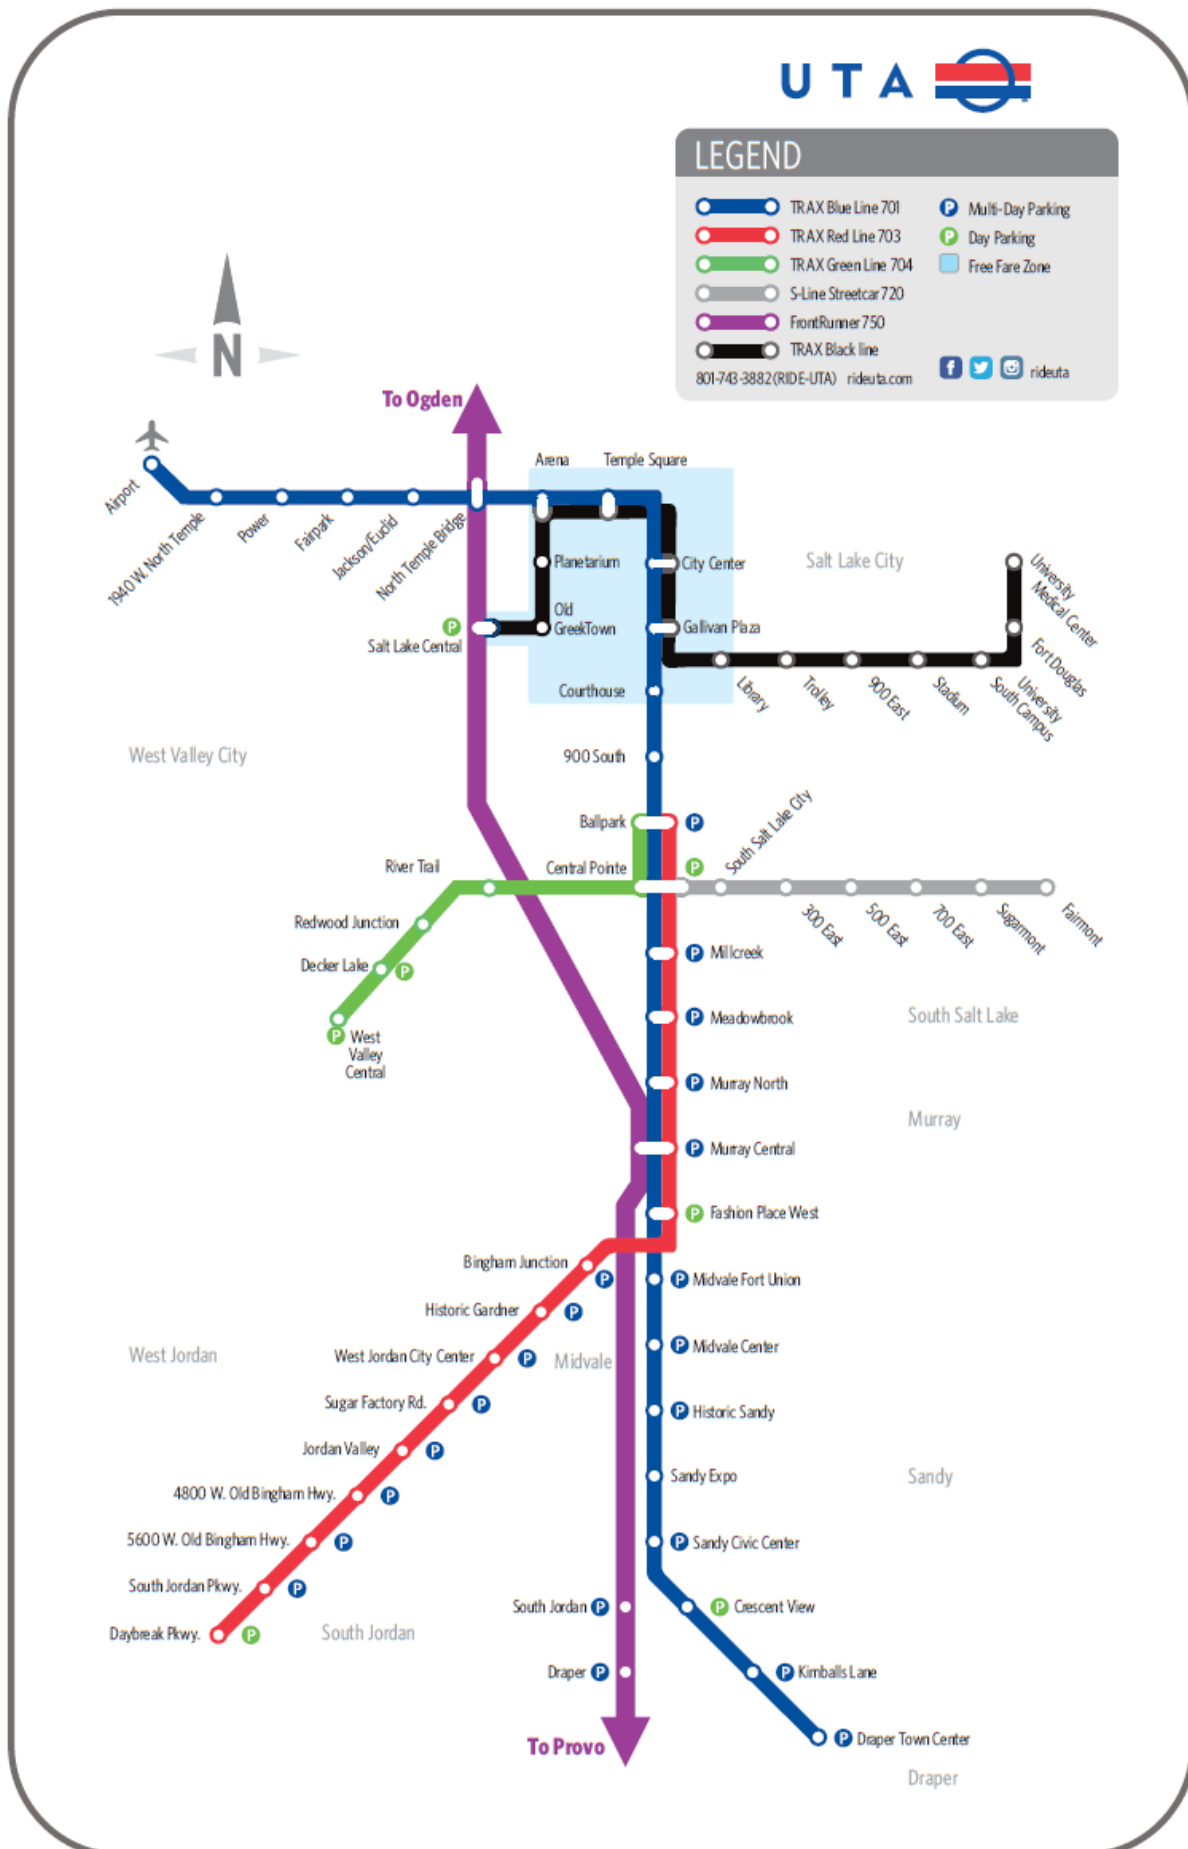 UTA
LEGEND
TRAX Blue Line 701
TRAX Red Line 703
TRAX Green Line 704
S-Line Streetcar 720
FrontRunner 750
TRAX Black line
801-743-3882 (RIDE-UTA) rideuta.com
P Multi-Day Parking
P Day Parking
Free Fare Zone
rideuta
N
To Ogden
Airport
1940 W. North Temple
Power
Fairpark
Jackson/Euclid
North Temple Bridge
Arena
Temple Square
Planetarium
Old
GreekTown
P
Salt Lake Central
City Center
Gallivan Plaza
Courthouse
Salt Lake City
Library
Trolley
900 East
Stadium
University
South Campus
Fort Douglas
University
Medical Center
West Valley City
900 South
Ballpark P
Central Pointe P
South Salt Lake City
300 East
500 East
700 East
Sugarmont
Fairmont
River Trail
Redwood Junction
Decker Lake P
P West
Valley
Central
P Millcreek
P Meadowbrook
South Salt Lake
P Murray North
Murray
P Murray Central
P Fashion Place West
Bingham Junction P
Historic Gardner P
West Jordan City Center P
Sugar Factory Rd. P
Jordan Valley P
4800 W. Old Bingham Hwy. P
5600 W. Old Bingham Hwy. P
South Jordan Pkwy. P
Daybreak Pkwy. P
West Jordan
Midvale
South Jordan
P Midvale Fort Union
P Midvale Center
P Historic Sandy
Sandy Expo
Sandy
P Sandy Civic Center
South Jordan P
P Crescent View
Draper P
P Kimballs Lane
To Provo
P Draper Town Center
Draper